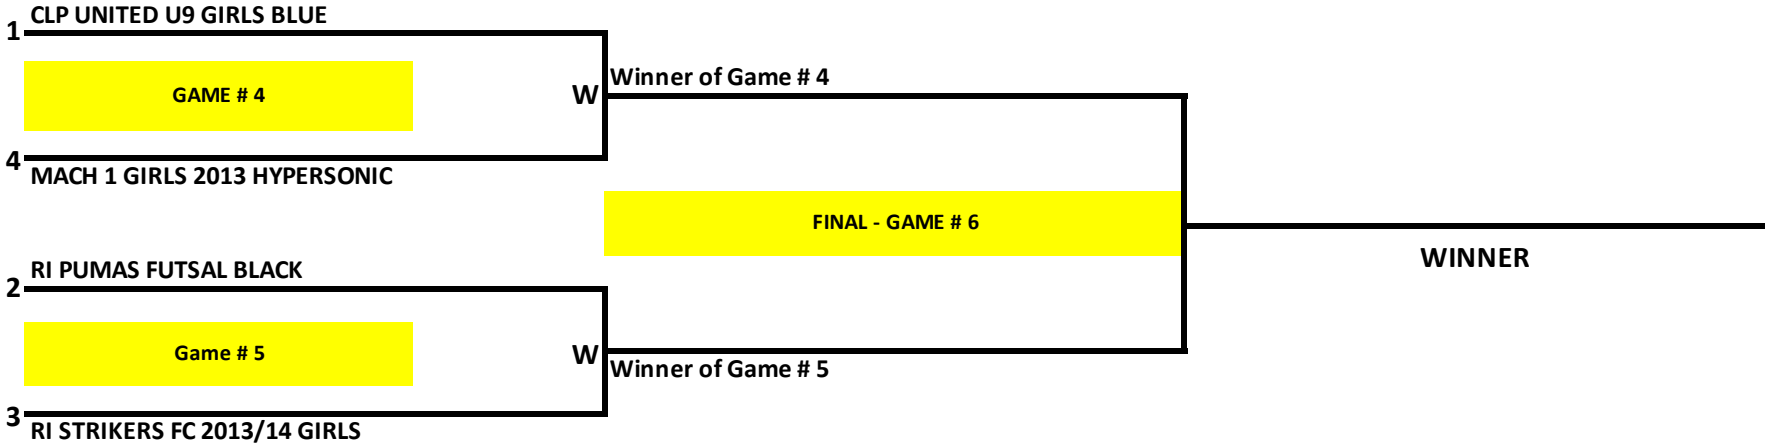 CLP UNITED U9 GIRLS BLUE
1
GAME # 4
W
Winner of Game # 4
4
MACH 1 GIRLS 2013 HYPERSONIC
FINAL - GAME # 6
WINNER
RI PUMAS FUTSAL BLACK
2
Game # 5
W
Winner of Game # 5
3
RI STRIKERS FC 2013/14 GIRLS